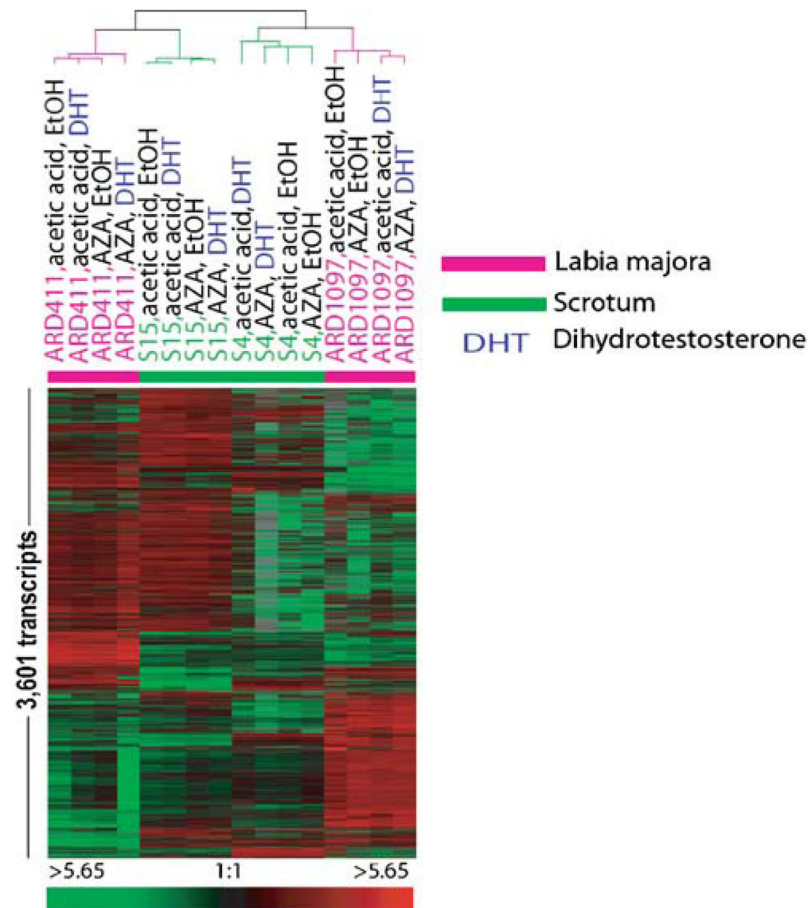 ARD411,acetic acid, EtOH
ARD411,acetic acid, DHT
ARD411,AZA, EtOH
ARD411,AZA, DHT
S15,acetic acid, EtOH
S15,acetic acid, DHT
S15,AZA, EtOH
S15,AZA, DHT
S4,acetic acid,DHT
S4,AZA, DHT
S4,acetic acid, EtOH
S4,AZA, EtOH
ARD1097,acetic acid, EtOH
ARD1097,AZA, EtOH
ARD1097,acetic acid, DHT
ARD1097,AZA, DHT
Labia majora
Scrotum
DHT Dihydrotestosterone
3,601 transcripts
>5.65 1:1 >5.65